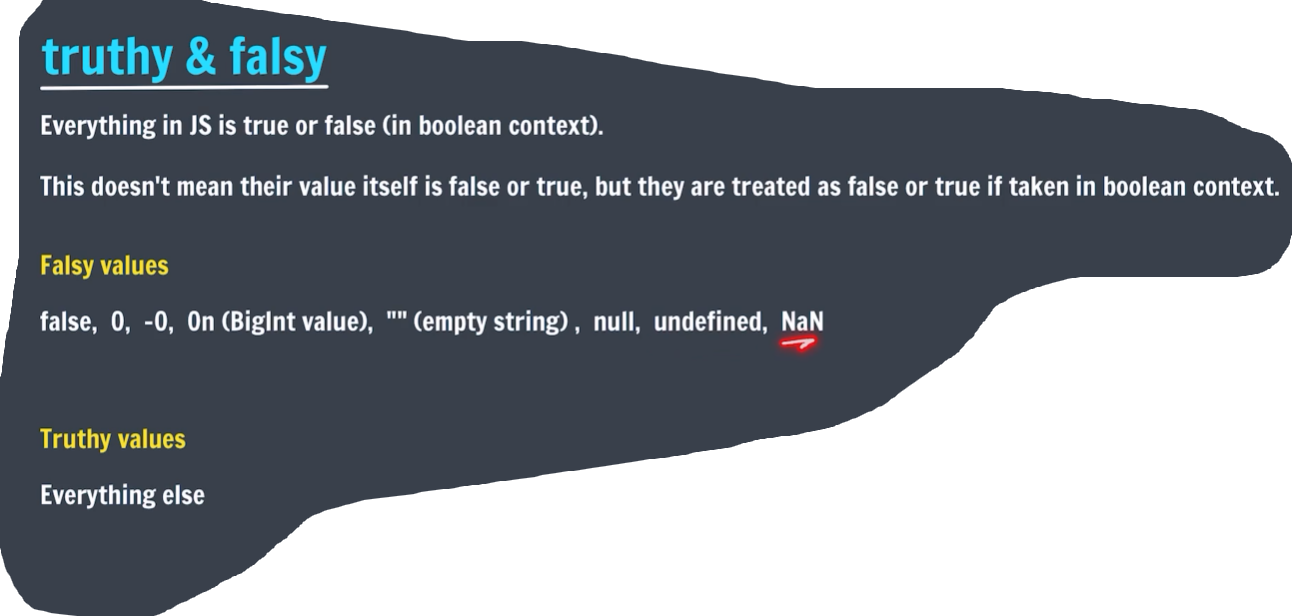 truthy & falsy
Everything in JS is true or false (in boolean context).
This doesn't mean their value itself is false or true, but they are treated as false or true if taken in boolean context.
Falsy values
false, 0, -0, 0n (BigInt value), "" (empty string) , null, undefined, NaN
Truthy values
Everything else